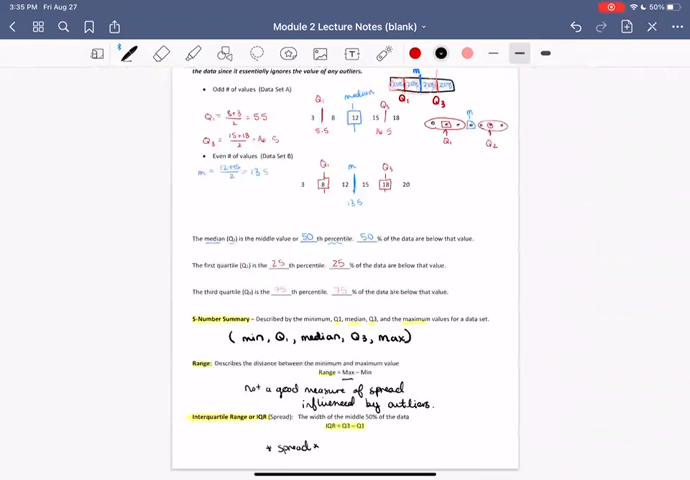 3:35 PM Fri Aug 27
50%
Module 2 Lecture Notes (blank)
the data since it essentially ignores the value of any outliers.
m
25% 25% 25% 25%
Q1 Q3
Odd # of values (Data Set A)
Q1 median Q3
3 8 12 15 18
5.5 16.5
Q1 = 8+3/2 = 5.5
Q3 = 15+18/2 = 16.5
m
Q1 Q2
Even # of values (Data Set B)
m = 12+15/2 = 13.5
Q1 m Q3
3 8 12 15 18 20
13.5
The median (Q2) is the middle value or 50 th percentile. 50 % of the data are below that value.
The first quartile (Q1) is the 25 th percentile. 25 % of the data are below that value.
The third quartile (Q3) is the 75 th percentile. 75 % of the data are below that value.
5-Number Summary – Described by the minimum, Q1, median, Q3, and the maximum values for a data set.
(min, Q1, median, Q3, max)
Range: Describes the distance between the minimum and maximum value
Range = Max – Min
not a good measure of spread
influenced by outliers.
Interquartile Range or IQR (Spread): The width of the middle 50% of the data
IQR = Q3 – Q1
* spread *